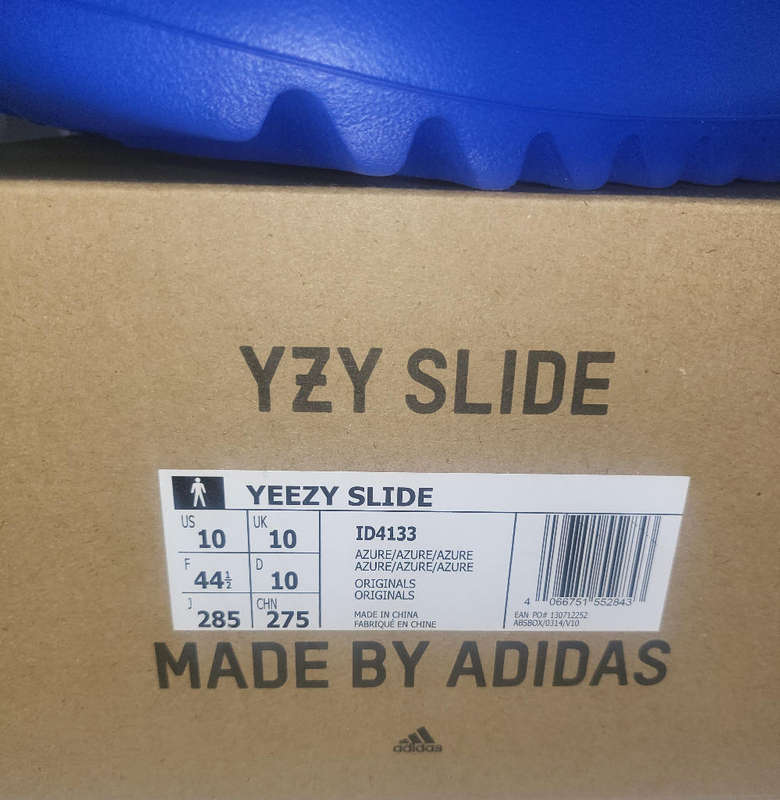 YZY SLIDE
YEEZY SLIDE
US 10 UK 10
F 44½ D 10
J 285 CHN 275
ID4133
AZURE/AZURE/AZURE
AZURE/AZURE/AZURE
ORIGINALS
ORIGINALS
MADE IN CHINA
FABRIQUÉ EN CHINE
4 066751 552843
EAN PO# 130712252
ABSBOX/0314/V10
MADE BY ADIDAS
adidas